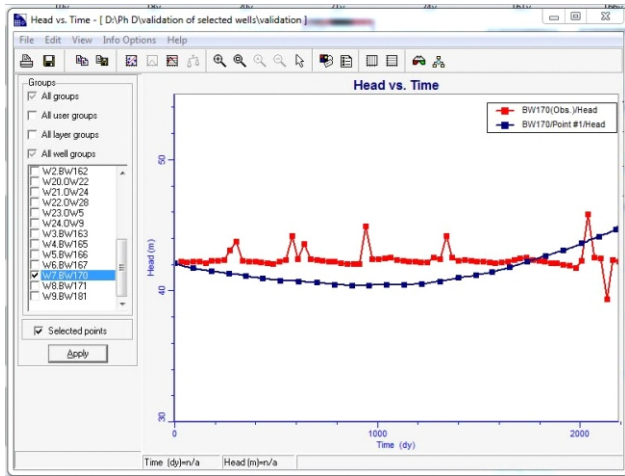 Head vs. Time - [ D:\Ph D\validation of selected wells\validation ]
File Edit View Info Options Help
Groups
All groups
All user groups
All layer groups
All well groups
W2.BW162
W20.OW22
W21.OW24
W22.OW28
W23.OW5
W24.OW9
W3.BW163
W4.BW165
W5.BW166
W6.BW167
W7.BW170
W8.BW171
W9.BW181
Selected points
Apply
Head vs. Time
BW170(Obs.)/Head
BW170/Point #1/Head
Head (m)
50
40
30
0 1000 2000
Time (dy)
Time (dy)=n/a Head (m)=n/a